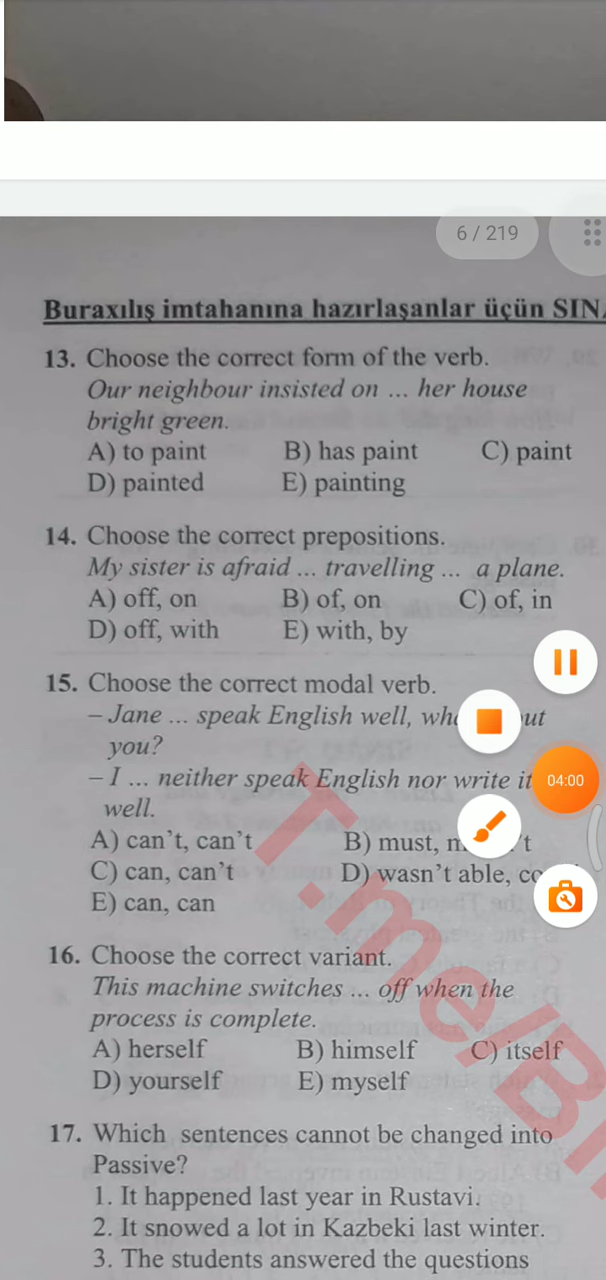 6 / 219
Buraxılış imtahanına hazırlaşanlar üçün SIN
13. Choose the correct form of the verb.
Our neighbour insisted on ... her house
bright green.
A) to paint B) has paint C) paint
D) painted E) painting
14. Choose the correct prepositions.
My sister is afraid ... travelling ... a plane.
A) off, on B) of, on C) of, in
D) off, with E) with, by
15. Choose the correct modal verb.
– Jane ... speak English well, out
you?
– I ... neither speak English nor write it
04:00
well.
A) can't, can't B) must, 't
C) can, can't D) wasn't able,
E) can, can
16. Choose the correct variant.
This machine switches ... off when the
process is complete.
A) herself B) himself C) itself
D) yourself E) myself
17. Which sentences cannot be changed into
Passive?
1. It happened last year in Rustavi.
2. It snowed a lot in Kazbeki last winter.
3. The students answered the questions
T.me/Bl